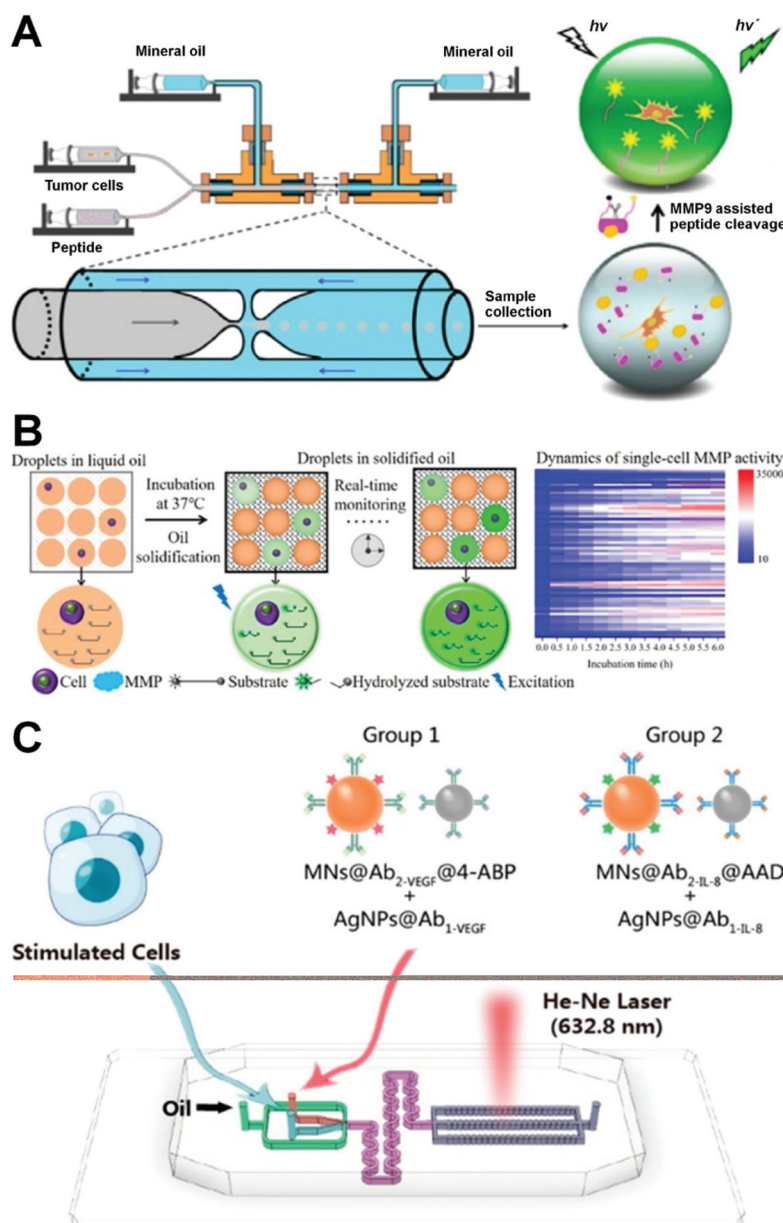 A
Mineral oil
Mineral oil
hv
hv´
Tumor cells
Peptide
MMP9 assisted
peptide cleavage
Sample
collection
B
Droplets in liquid oil
Droplets in solidified oil
Dynamics of single-cell MMP activity
Incubation
at 37°C
Oil
solidification
Real-time
monitoring
35000
10
0.0 0.5 1.0 1.5 2.0 2.5 3.0 3.5 4.0 4.5 5.0 5.5 6.0
Incubation time (h)
Cell MMP Substrate Hydrolyzed substrate Excitation
C
Group 1
Group 2
MNs@Ab2-VEGF@4-ABP
+
AgNPs@Ab1-VEGF
MNs@Ab2-IL-8@AAD
+
AgNPs@Ab1-IL-8
Stimulated Cells
He-Ne Laser
(632.8 nm)
Oil